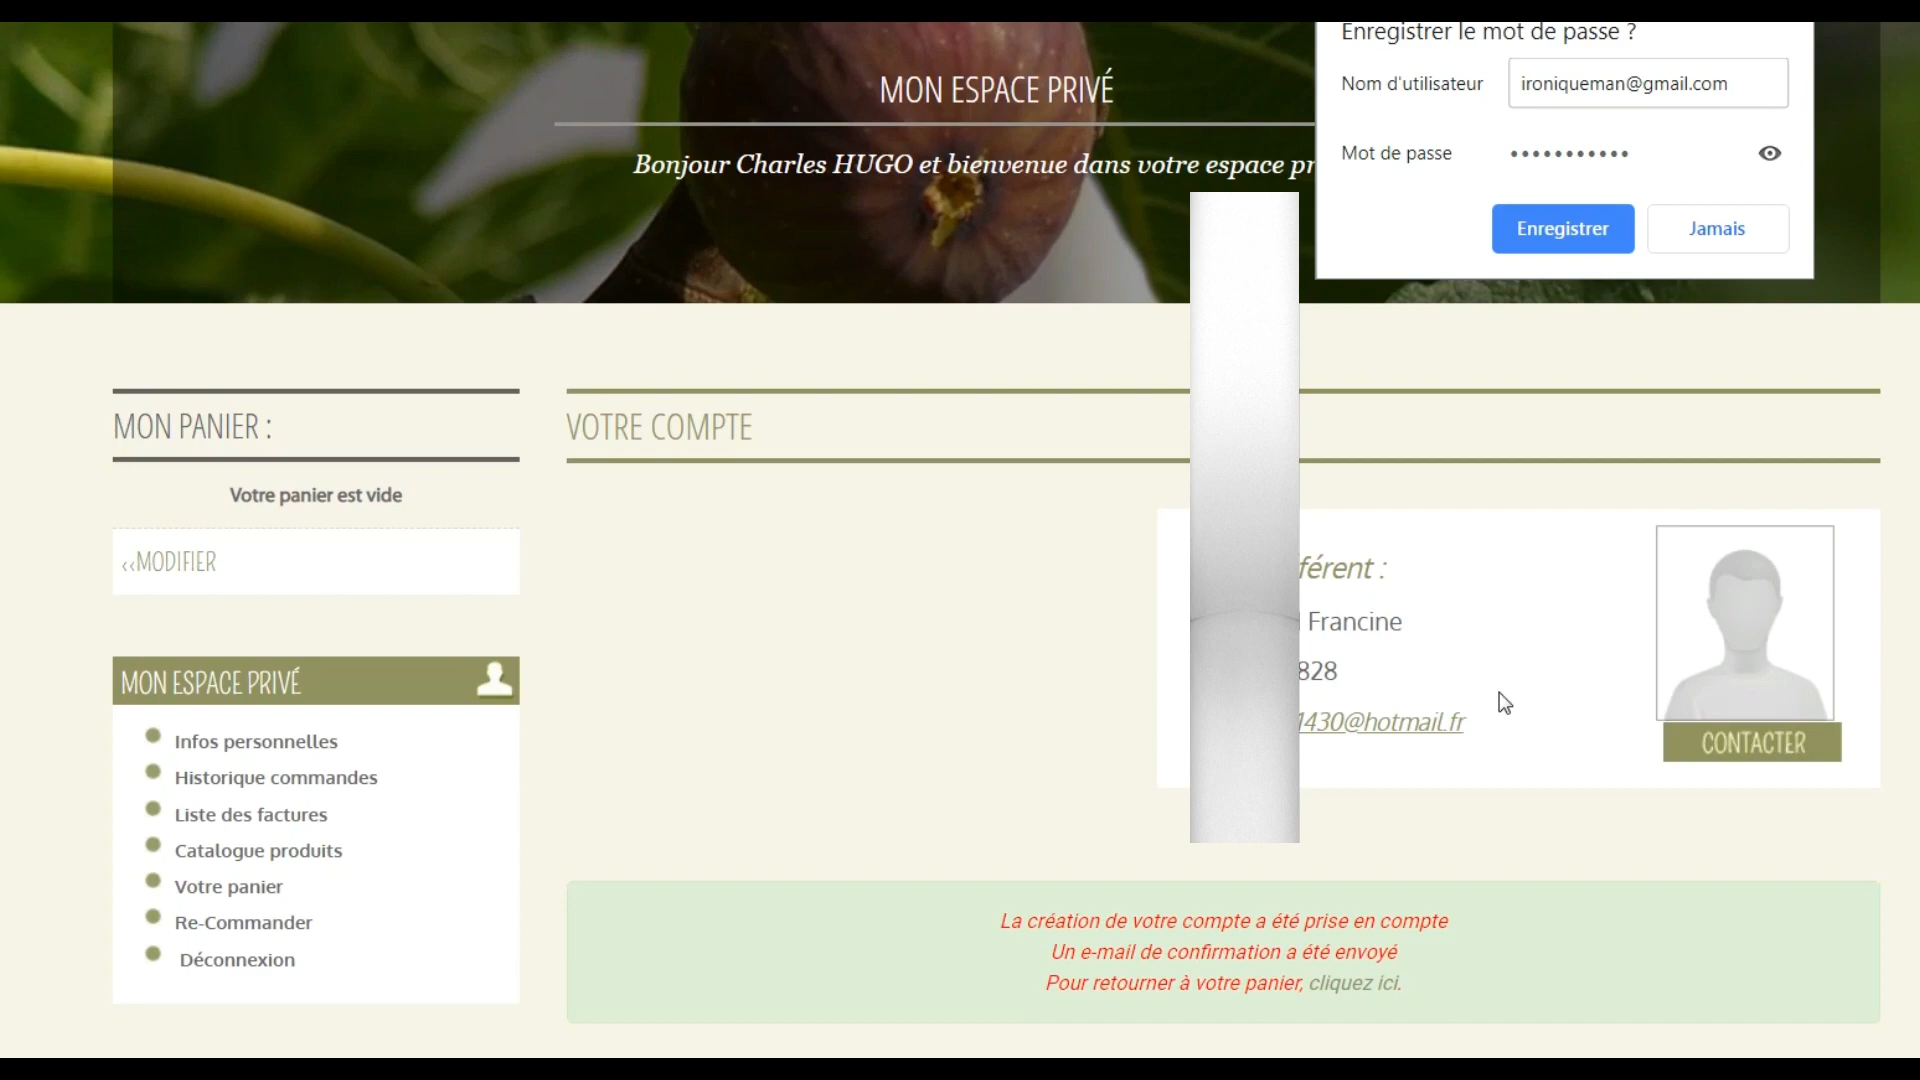 Enregistrer le mot de passe ?
Nom d'utilisateur
ironiqueman@gmail.com
Mot de passe
•••••••••••
Enregistrer
Jamais
MON ESPACE PRIVÉ
Bonjour Charles HUGO et bienvenue dans votre espace
MON PANIER :
Votre panier est vide
‹‹MODIFIER
MON ESPACE PRIVÉ
Infos personnelles
Historique commandes
Liste des factures
Catalogue produits
Votre panier
Re-Commander
Déconnexion
VOTRE COMPTE
férent :
Francine
828
1430@hotmail.fr
CONTACTER
La création de votre compte a été prise en compte
Un e-mail de confirmation a été envoyé
Pour retourner à votre panier, cliquez ici.